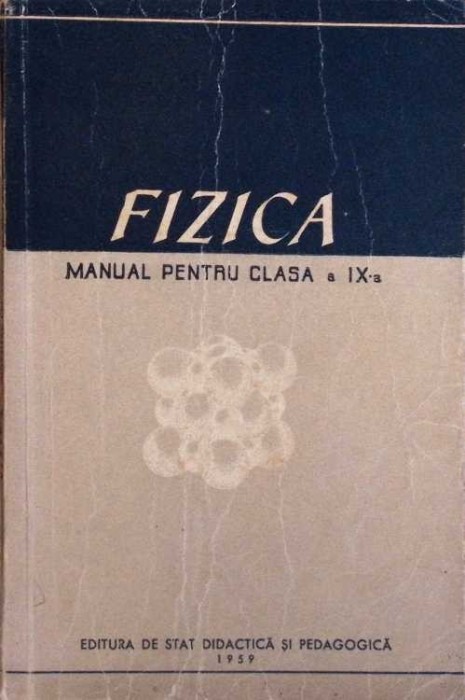 FIZICA
MANUAL PENTRU CLASA a IX-a
EDITURA DE STAT DIDACTICĂ ȘI PEDAGOGICĂ
1959